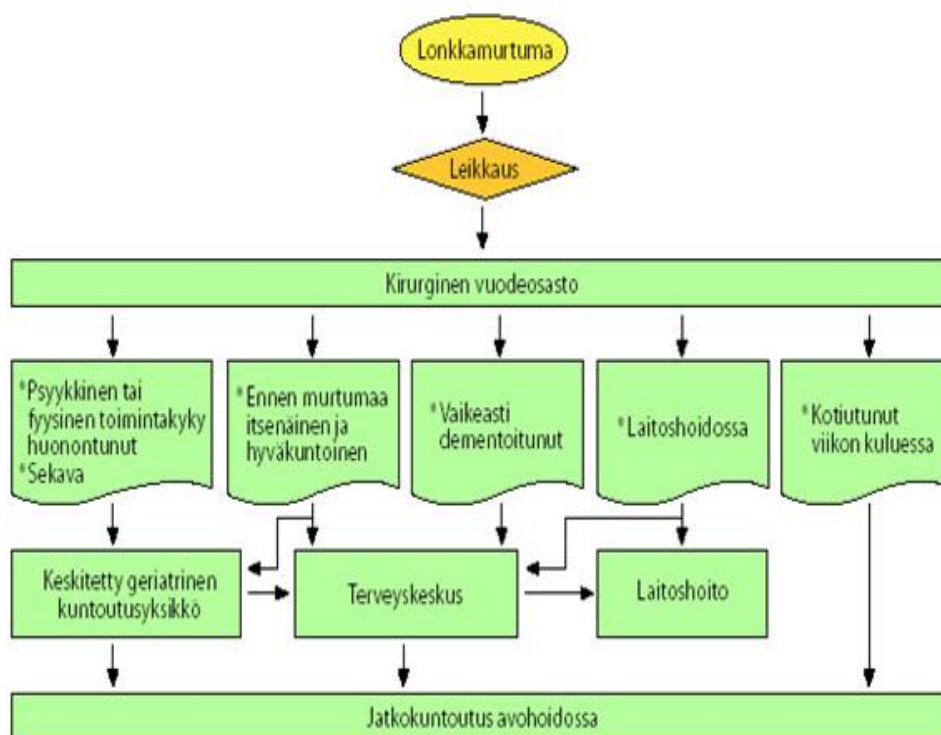 Lonkkamurtuma
Leikkaus
Kirurginen vuodeosasto
*Psyykkinen tai
fyysinen toimintakyky
huonontunut
*Sekava
*Ennen murtumaa
itsenäinen ja
hyväkuntoinen
*Vaikeasti
dementoitunut
*Laitoshoidossa
*Kotiutunut
viikon kuluessa
Keskitetty geriatrinen
kuntoutusyksikkö
Terveyskeskus
Laitoshoito
Jatkokuntoutus avohoidossa